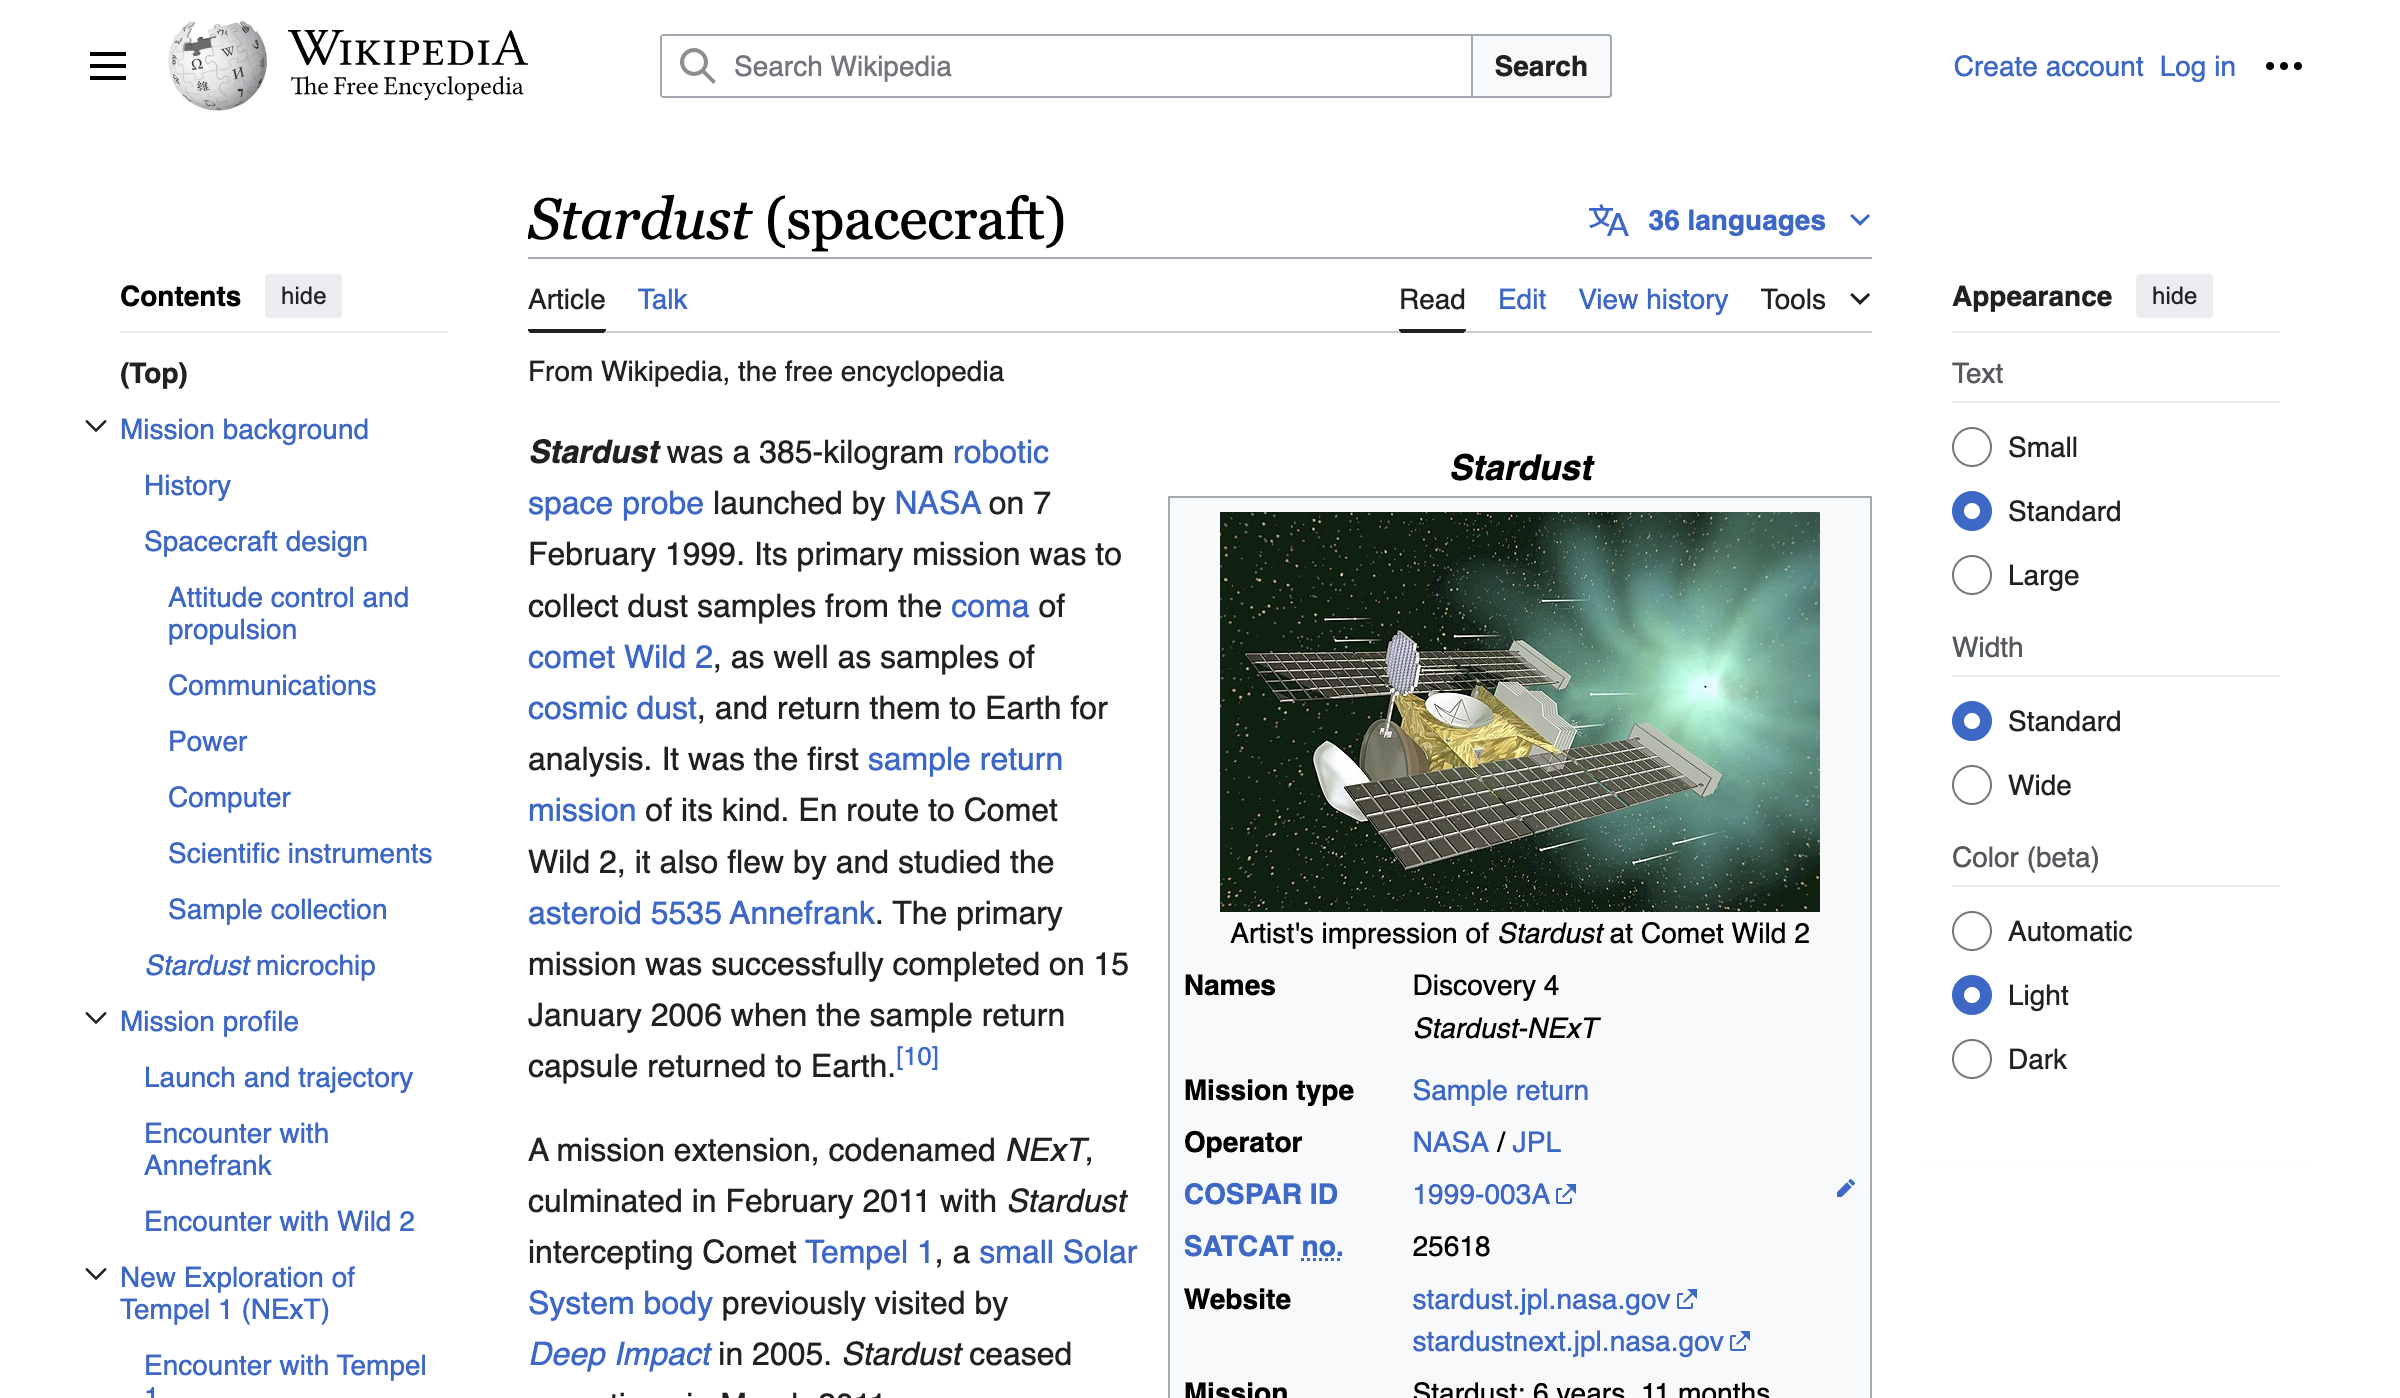 WIKIPEDIA
The Free Encyclopedia
Search Wikipedia
Search
Create account
Log in
Contents
hide
(Top)
Mission background
History
Spacecraft design
Attitude control and
propulsion
Communications
Power
Computer
Scientific instruments
Sample collection
Stardust microchip
Mission profile
Launch and trajectory
Encounter with
Annefrank
Encounter with Wild 2
New Exploration of
Tempel 1 (NExT)
Encounter with Tempel
Stardust (spacecraft)
36 languages
Article
Talk
Read
Edit
View history
Tools
From Wikipedia, the free encyclopedia
Stardust was a 385-kilogram robotic
space probe launched by NASA on 7
February 1999. Its primary mission was to
collect dust samples from the coma of
comet Wild 2, as well as samples of
cosmic dust, and return them to Earth for
analysis. It was the first sample return
mission of its kind. En route to Comet
Wild 2, it also flew by and studied the
asteroid 5535 Annefrank. The primary
mission was successfully completed on 15
January 2006 when the sample return
capsule returned to Earth.[10]
A mission extension, codenamed NExT,
culminated in February 2011 with Stardust
intercepting Comet Tempel 1, a small Solar
System body previously visited by
Deep Impact in 2005. Stardust ceased
Stardust
Artist's impression of Stardust at Comet Wild 2
Names Discovery 4
Stardust-NExT
Mission type Sample return
Operator NASA / JPL
COSPAR ID 1999-003A
SATCAT no. 25618
Website stardust.jpl.nasa.gov
stardustnext.jpl.nasa.gov
Mission Stardust: 6 years, 11 months
Appearance
hide
Text
Small
Standard
Large
Width
Standard
Wide
Color (beta)
Automatic
Light
Dark